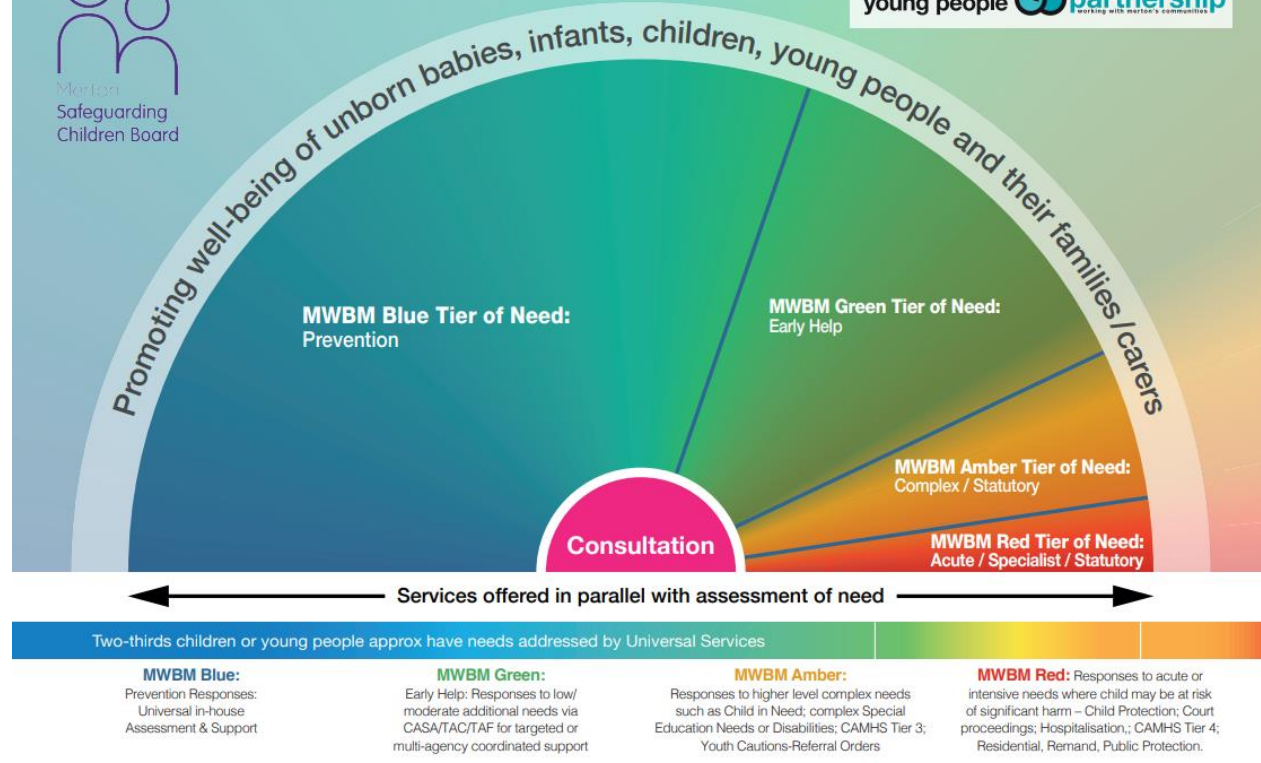 young people partnership
working with merton's communities
Merton
Safeguarding
Children Board
Promoting well-being of unborn babies, infants, children, young people and their families/carers
MWBM Blue Tier of Need:
Prevention
MWBM Green Tier of Need:
Early Help
MWBM Amber Tier of Need:
Complex / Statutory
MWBM Red Tier of Need:
Acute / Specialist / Statutory
Consultation
Services offered in parallel with assessment of need
Two-thirds children or young people approx have needs addressed by Universal Services
MWBM Blue:
Prevention Responses:
Universal in-house
Assessment & Support
MWBM Green:
Early Help: Responses to low/
moderate additional needs via
CASA/TAC/TAF for targeted or
multi-agency coordinated support
MWBM Amber:
Responses to higher level complex needs
such as Child in Need; complex Special
Education Needs or Disabilities; CAMHS Tier 3;
Youth Cautions-Referral Orders
MWBM Red: Responses to acute or
intensive needs where child may be at risk
of significant harm – Child Protection; Court
proceedings; Hospitalisation,; CAMHS Tier 4;
Residential, Remand, Public Protection.